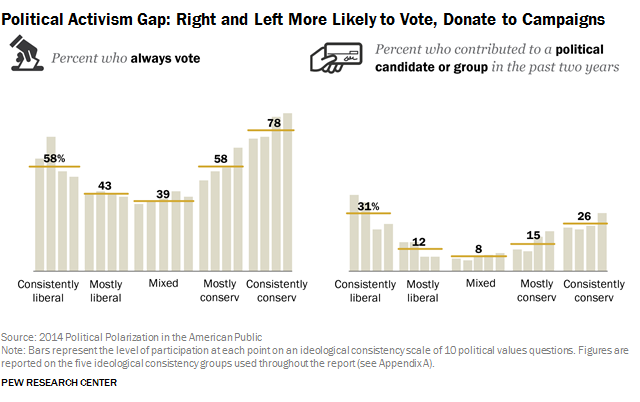 Political Activism Gap: Right and Left More Likely to Vote, Donate to Campaigns
Percent who always vote
Percent who contributed to a political
candidate or group in the past two years
58%
43
39
58
78
Consistently
liberal
Mostly
liberal
Mixed
Mostly
conserv
Consistently
conserv
31%
12
8
15
26
Consistently
liberal
Mostly
liberal
Mixed
Mostly
conserv
Consistently
conserv
Source: 2014 Political Polarization in the American Public
Note: Bars represent the level of participation at each point on an ideological consistency scale of 10 political values questions. Figures are
reported on the five ideological consistency groups used throughout the report (see Appendix A).
PEW RESEARCH CENTER